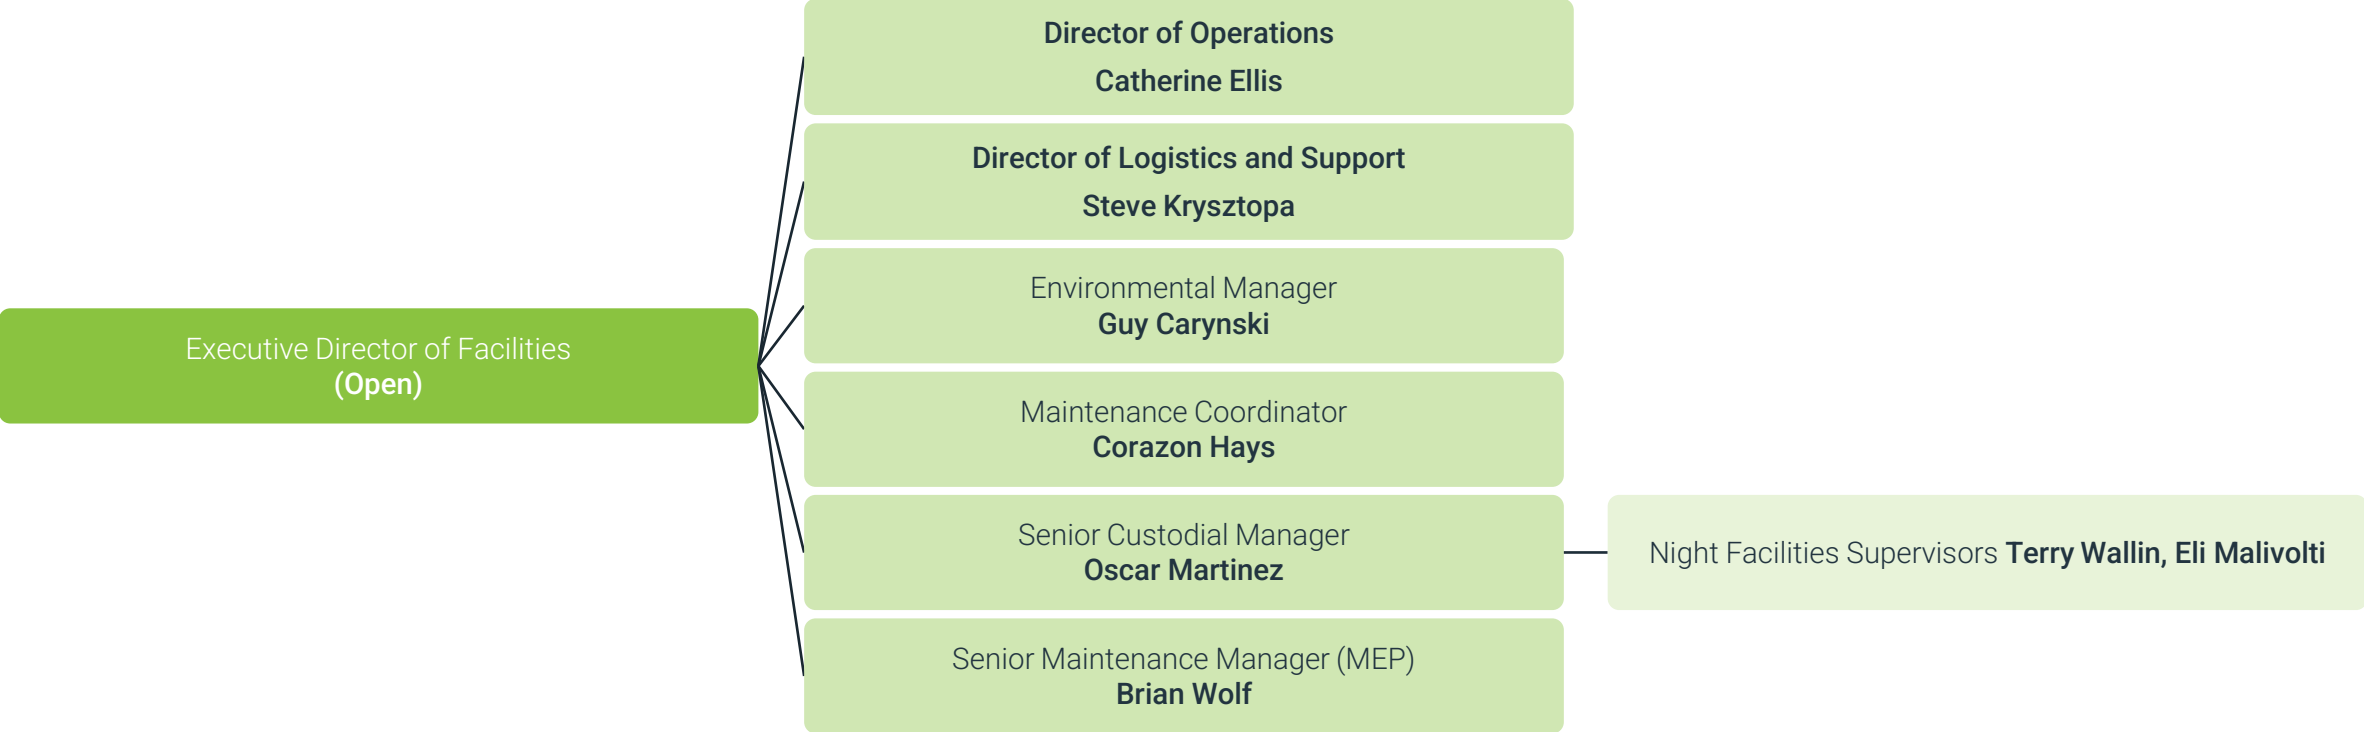 Director of Operations
Catherine Ellis
Director of Logistics and Support
Steve Krysztopa
Environmental Manager
Guy Carynski
Executive Director of Facilities
(Open)
Maintenance Coordinator
Corazon Hays
Senior Custodial Manager
Oscar Martinez
Night Facilities Supervisors Terry Wallin, Eli Malivolti
Senior Maintenance Manager (MEP)
Brian Wolf